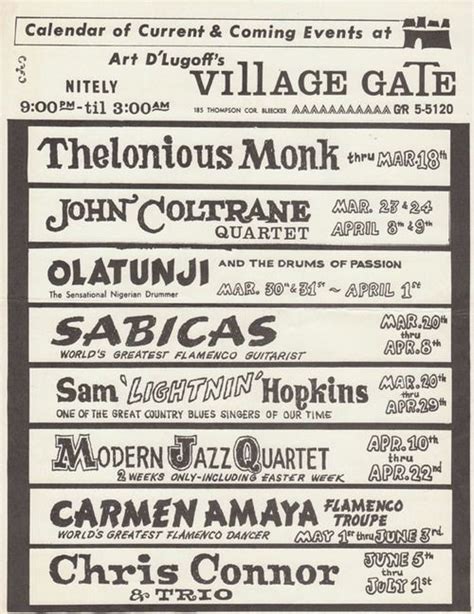 Calendar of Current & Coming Events at
Art D'Lugoff's
VIllAGE GATE
NITELY
9:00PM-til 3:00AM
185 THOMPSON COR. BLEECKER
GR 5-5120
Thelonious Monk thru MAR.18th
JOHN COLTRANE
QUARTET
MAR. 23 & 24
APRIL 8th & 9th
OLATUNJI AND THE DRUMS OF PASSION
The Sensational Nigerian Drummer
MAR. 30th & 31st ~ APRIL 1st
SABICAS
WORLD'S GREATEST FLAMENCO GUITARIST
MAR. 20th
thru
APR. 8th
Sam 'LIGHTNIN' Hopkins
ONE OF THE GREAT COUNTRY BLUES SINGERS OF OUR TIME
MAR. 20th
thru
APR. 29th
MODERN JAZZ QUARTET
2 WEEKS ONLY-INCLUDING EASTER WEEK
APR. 10th
thru
APR. 22nd
CARMEN AMAYA FLAMENCO
TROUPE
WORLD'S GREATEST FLAMENCO DANCER
MAY 1st thru JUNE 3rd
Chris Connor
& TRIO
JUNE 5th
thru
JULY 1st